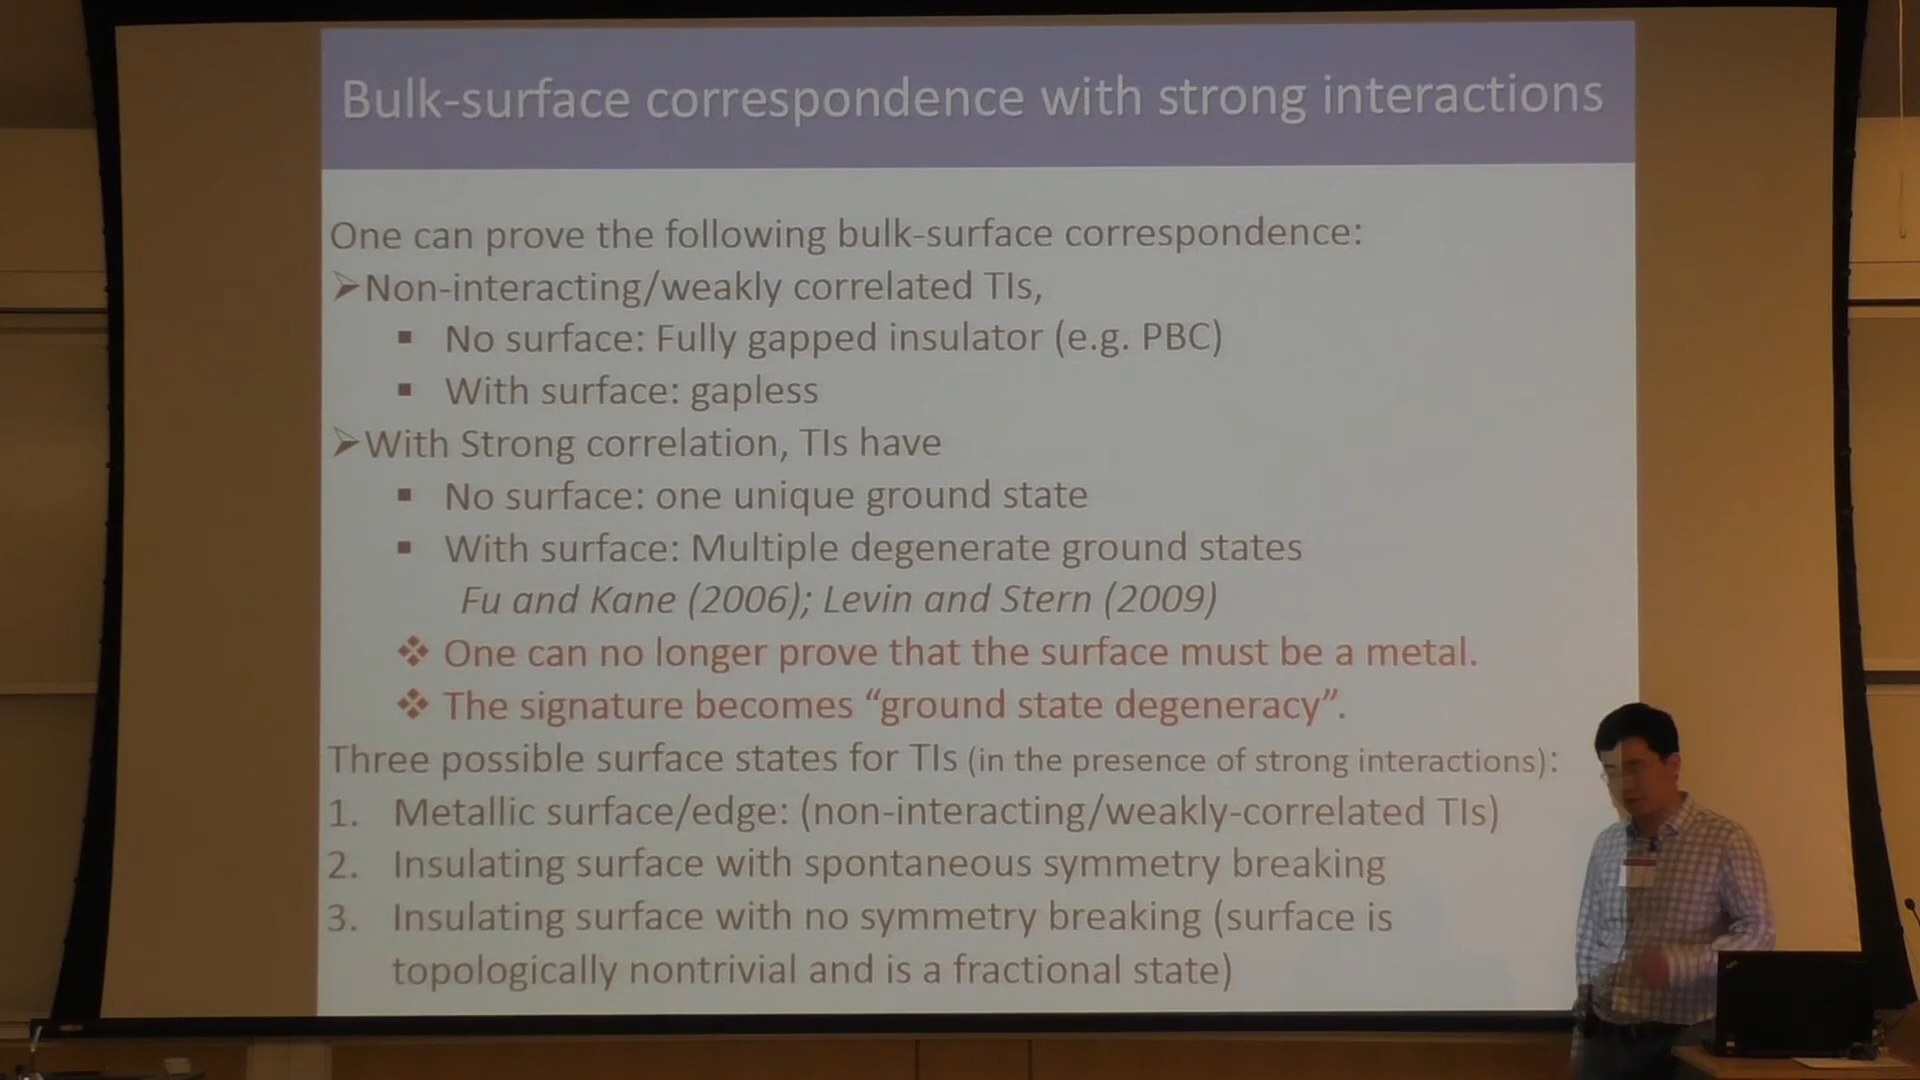 Bulk-surface correspondence with strong interactions
One can prove the following bulk-surface correspondence:
➢Non-interacting/weakly correlated TIs,
▪ No surface: Fully gapped insulator (e.g. PBC)
▪ With surface: gapless
➢With Strong correlation, TIs have
▪ No surface: one unique ground state
▪ With surface: Multiple degenerate ground states
Fu and Kane (2006); Levin and Stern (2009)
❖ One can no longer prove that the surface must be a metal.
❖ The signature becomes “ground state degeneracy”.
Three possible surface states for TIs (in the presence of strong interactions):
1. Metallic surface/edge: (non-interacting/weakly-correlated TIs)
2. Insulating surface with spontaneous symmetry breaking
3. Insulating surface with no symmetry breaking (surface is
topologically nontrivial and is a fractional state)